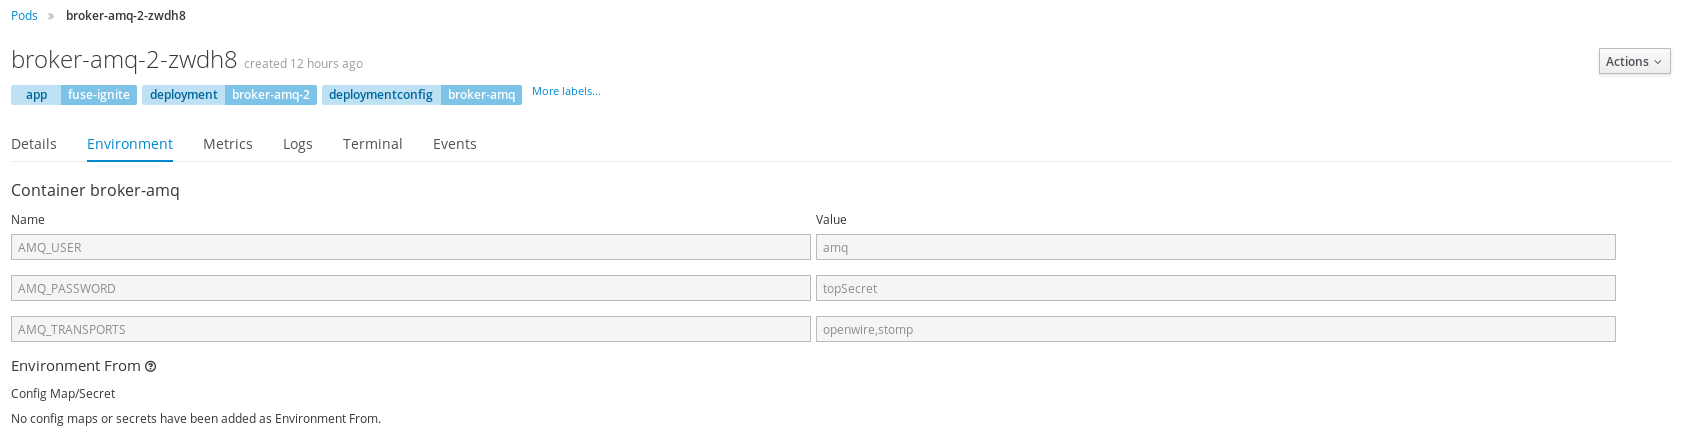 Pods » broker-amq-2-zwdh8
broker-amq-2-zwdh8 created 12 hours ago
Actions
app fuse-ignite deployment broker-amq-2 deploymentconfig broker-amq More labels...
Details Environment Metrics Logs Terminal Events
Container broker-amq
Name Value
AMQ_USER amq
AMQ_PASSWORD topSecret
AMQ_TRANSPORTS openwire,stomp
Environment From
Config Map/Secret
No config maps or secrets have been added as Environment From.